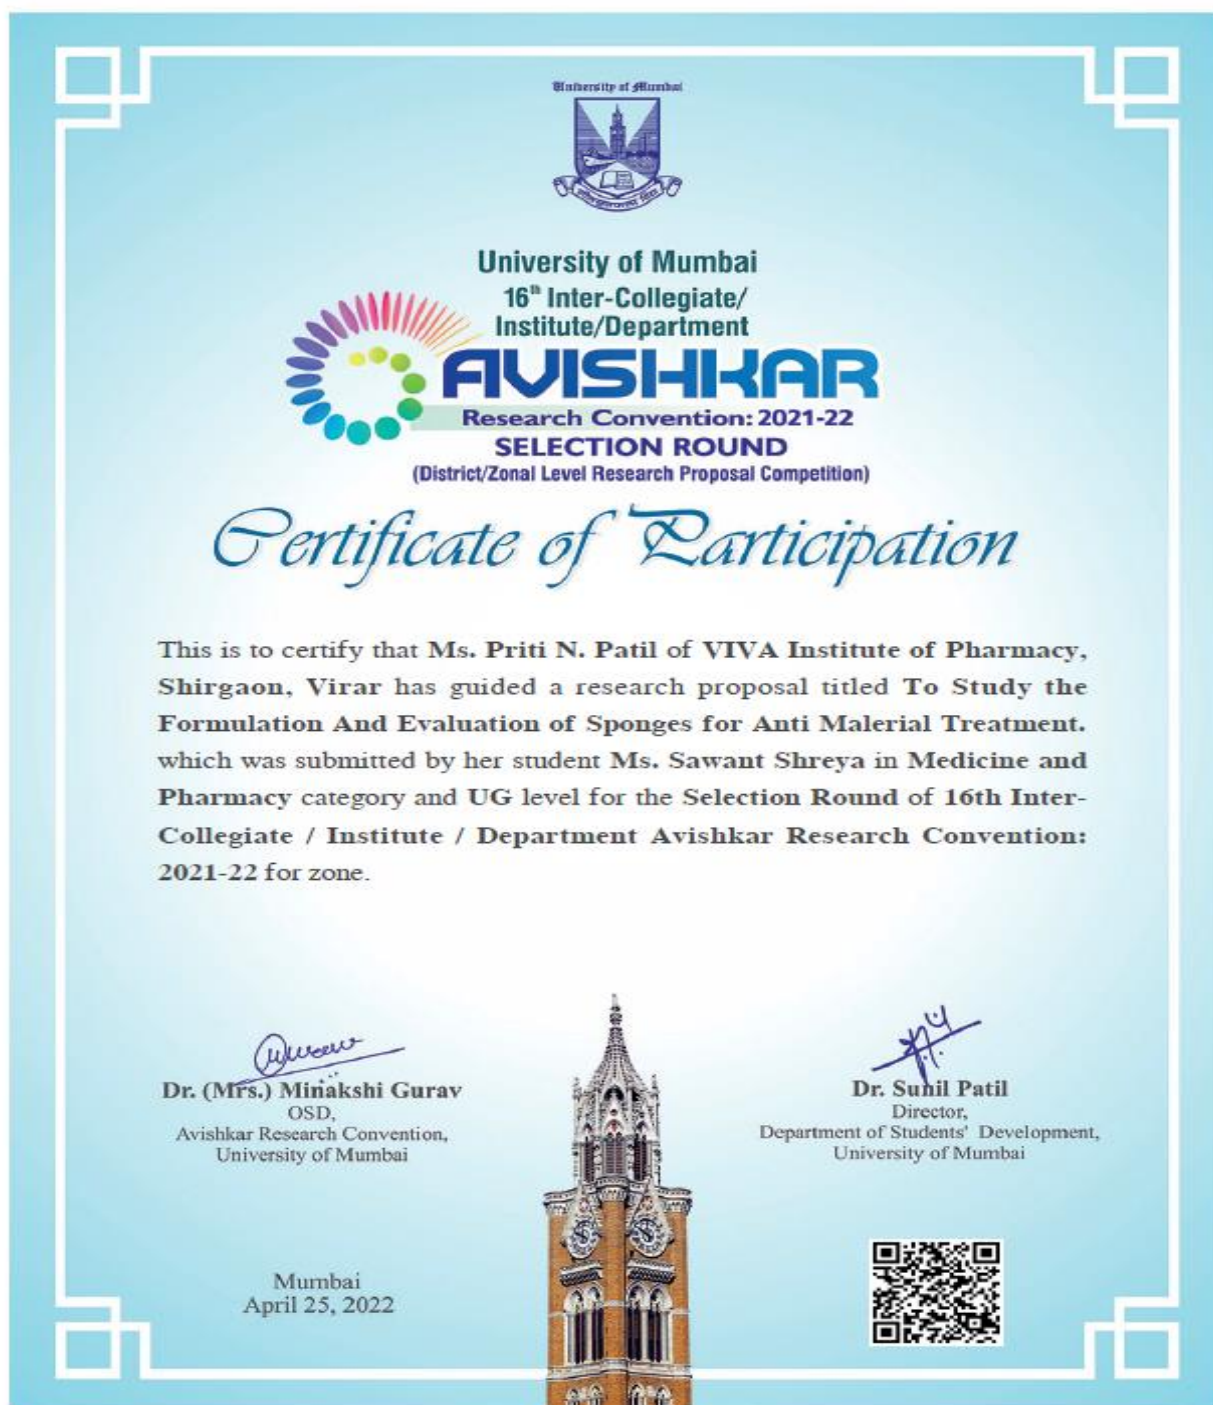 University of Mumbai
University of Mumbai
16th Inter-Collegiate/
Institute/Department
AVISHKAR
Research Convention: 2021-22
SELECTION ROUND
(District/Zonal Level Research Proposal Competition)
Certificate of Participation
This is to certify that Ms. Priti N. Patil of VIVA Institute of Pharmacy,
Shirgaon, Virar has guided a research proposal titled To Study the
Formulation And Evaluation of Sponges for Anti Malerial Treatment.
which was submitted by her student Ms. Sawant Shreya in Medicine and
Pharmacy category and UG level for the Selection Round of 16th Inter-
Collegiate / Institute / Department Avishkar Research Convention:
2021-22 for zone.
Dr. (Mrs.) Minakshi Gurav
OSD,
Avishkar Research Convention,
University of Mumbai
Dr. Sunil Patil
Director,
Department of Students' Development,
University of Mumbai
Mumbai
April 25, 2022